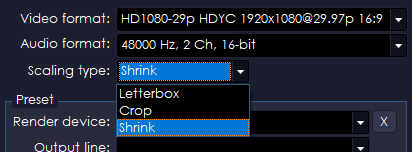 Video format: HD1080-29p HDYC 1920x1080@29.97p 16:9
Audio format: 48000 Hz, 2 Ch, 16-bit
Scaling type: Shrink
Letterbox
Crop
Shrink
Preset
Render device: X
Output line: